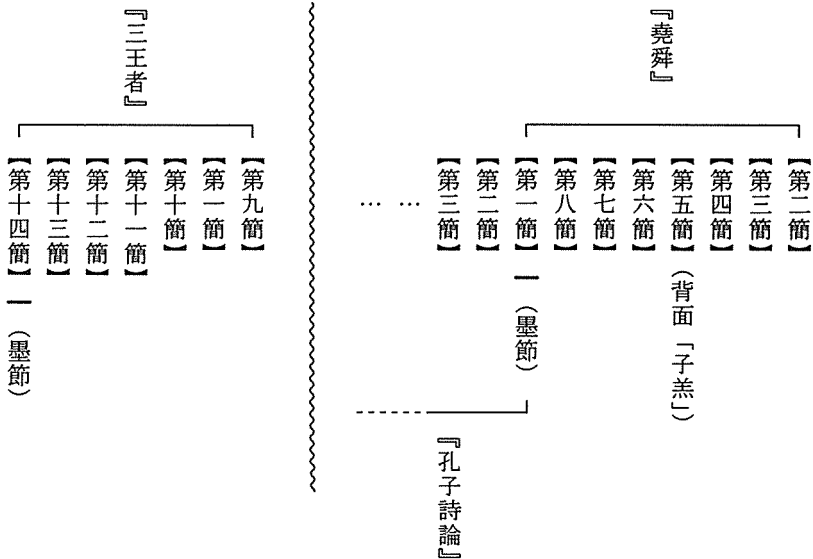 『堯舜』
【第二簡】
【第三簡】
【第四簡】
【第五簡】（背面「子羔」）
【第六簡】
【第七簡】
【第八簡】
【第一簡】━（墨節）
【第二簡】
【第三簡】
……
『孔子詩論』
『三王者』
【第九簡】
【第一簡】
【第十簡】
【第十一簡】
【第十二簡】
【第十三簡】
【第十四簡】━（墨節）